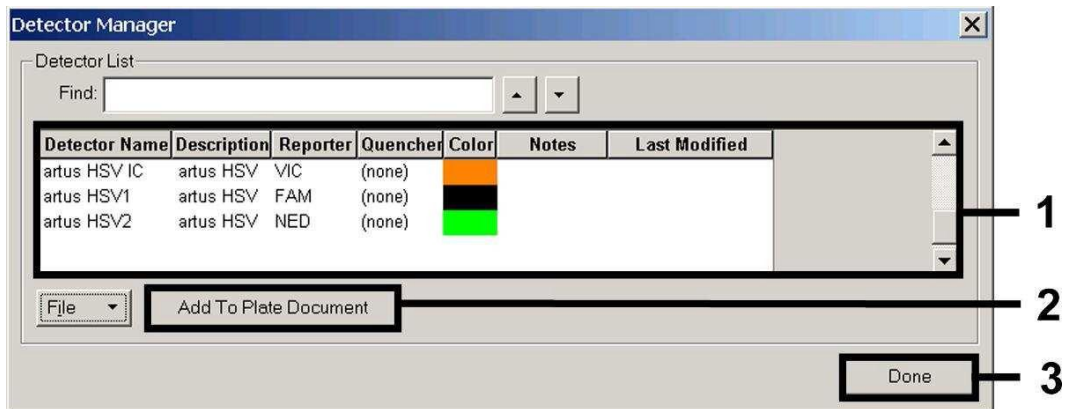 Detector Manager
Detector List
Find:
Detector Name Description Reporter Quencher Color Notes Last Modified
artus HSV IC artus HSV VIC (none)
artus HSV1 artus HSV FAM (none)
artus HSV2 artus HSV NED (none)
1
File Add To Plate Document
2
Done
3